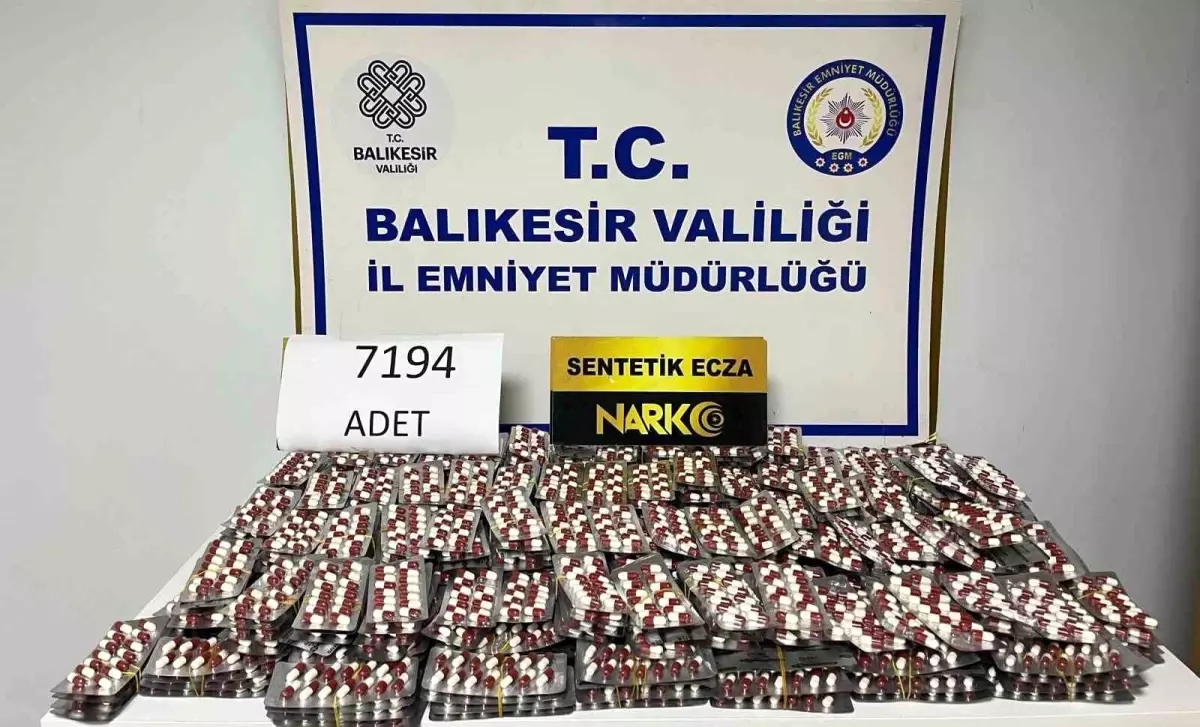 T.C.
BALIKESİR
VALİLİĞİ
BALIKESİR EMNİYET MÜDÜRLÜĞÜ
EGM
T.C.
BALIKESİR VALİLİĞİ
İL EMNİYET MÜDÜRLÜĞÜ
7194
ADET
SENTETİK ECZA
NARKO